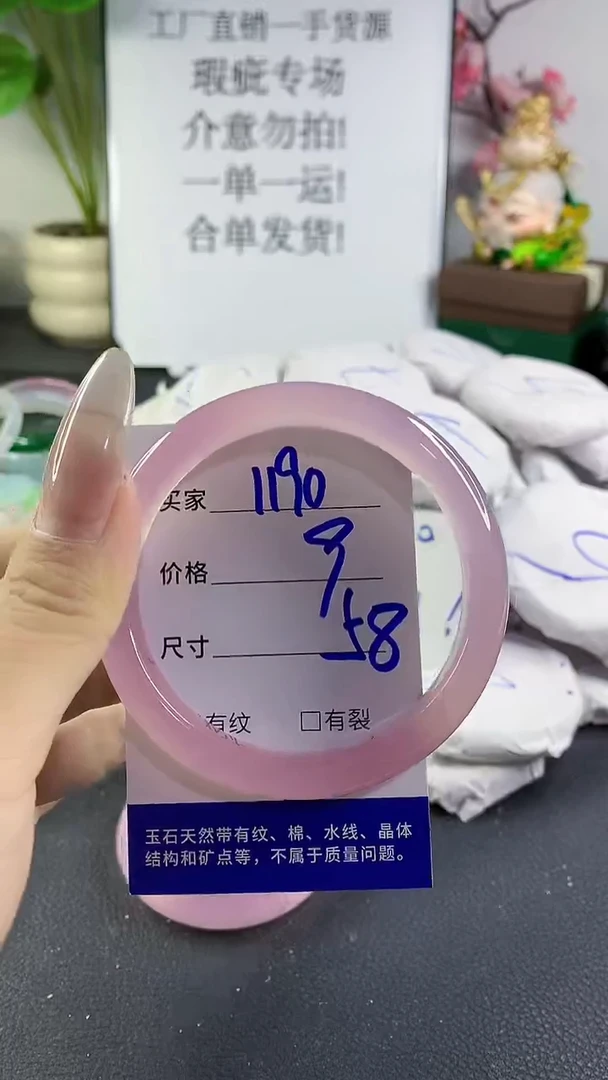 工厂直销一手货源
瑕疵专场
介意勿拍!
一单一运!
合单发货!
买家 1190
价格 9
尺寸 58
有纹 □有裂
玉石天然带有纹、棉、水线、晶体
结构和矿点等，不属于质量问题。